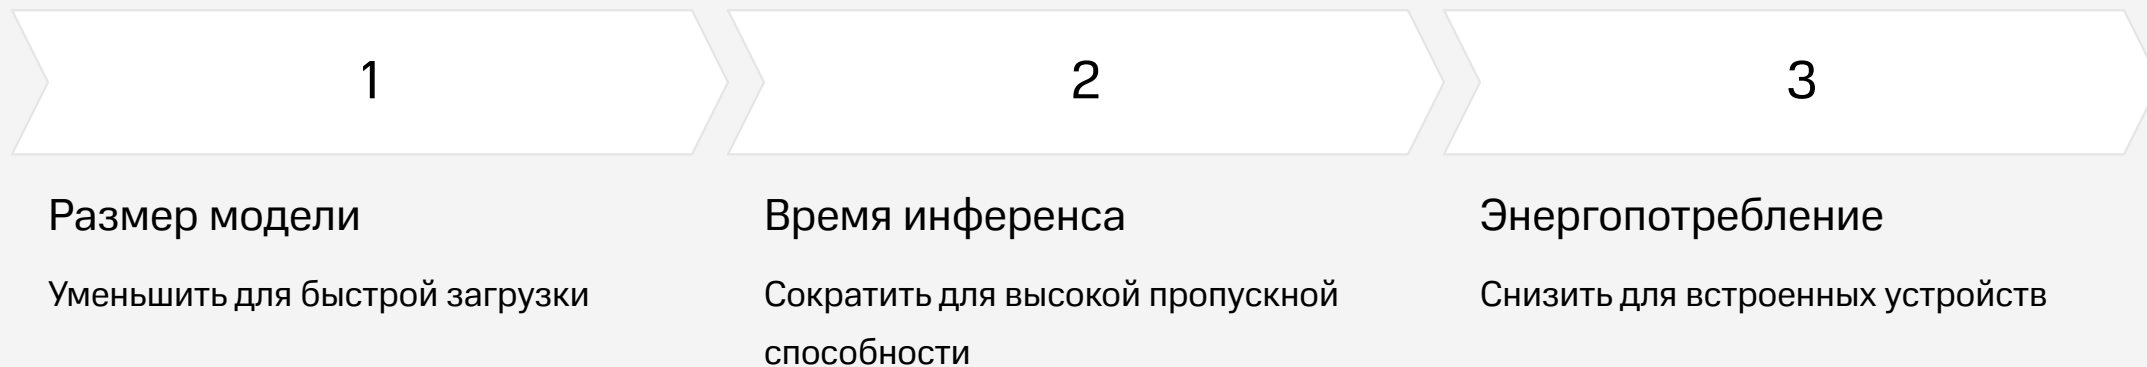 1
Размер модели
Уменьшить для быстрой загрузки
2
Время инференса
Сократить для высокой пропускной
способности
3
Энергопотребление
Снизить для встроенных устройств